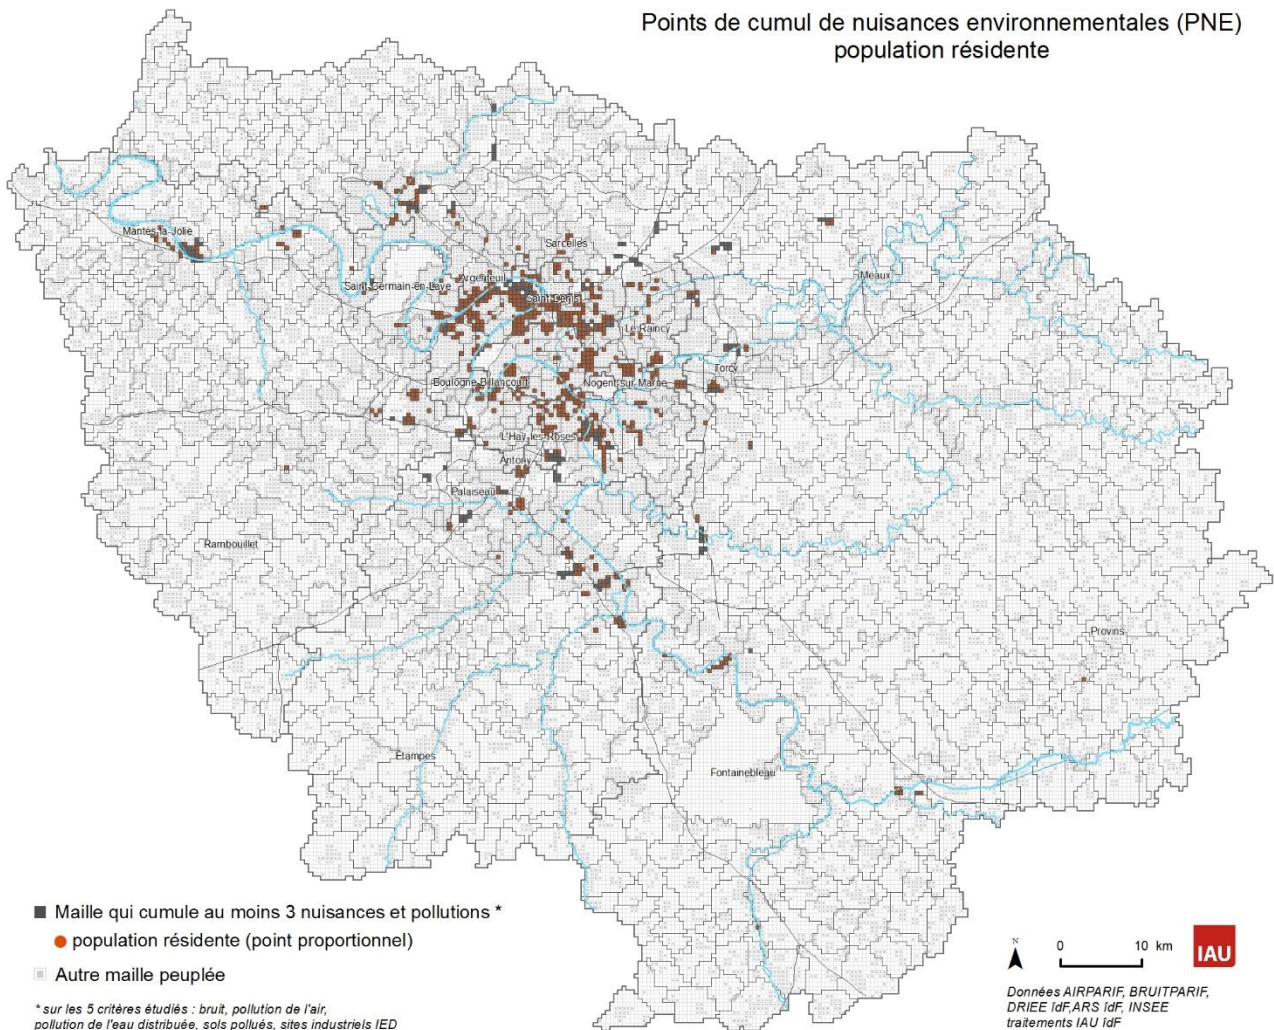 Points de cumul de nuisances environnementales (PNE)
population résidente
Mantes-la-Jolie
Sarcelles
Argenteuil
Saint-Germain-en-Laye
Meaux
Saint-Denis
Le Raincy
Torcy
Boulogne-Billancourt
Nogent-sur-Marne
L'Haÿ-les-Roses
Antony
Palaiseau
Rambouillet
Provins
Étampes
Fontainebleau
Maille qui cumule au moins 3 nuisances et pollutions *
population résidente (point proportionnel)
Autre maille peuplée
* sur les 5 critères étudiés : bruit, pollution de l'air,
pollution de l'eau distribuée, sols pollués, sites industriels IED
N
0 10 km
IAU
Données AIRPARIF, BRUITPARIF,
DRIEE îdF,ARS îdF, INSEE
traitements IAU îdF